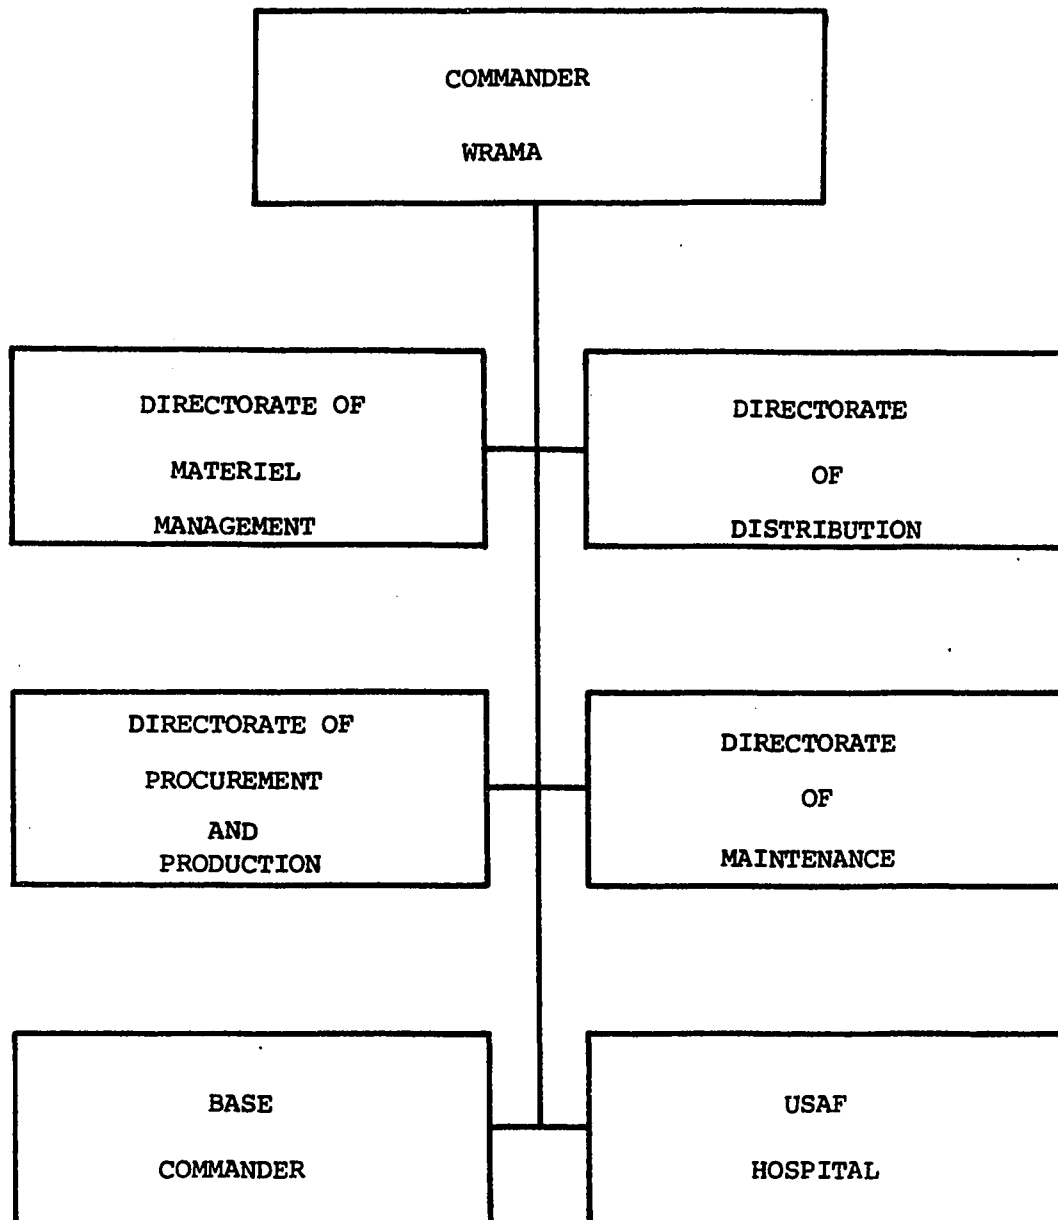 COMMANDER
WRAMA
DIRECTORATE OF
MATERIEL
MANAGEMENT
DIRECTORATE
OF
DISTRIBUTION
DIRECTORATE OF
PROCUREMENT
AND
PRODUCTION
DIRECTORATE
OF
MAINTENANCE
BASE
COMMANDER
USAF
HOSPITAL